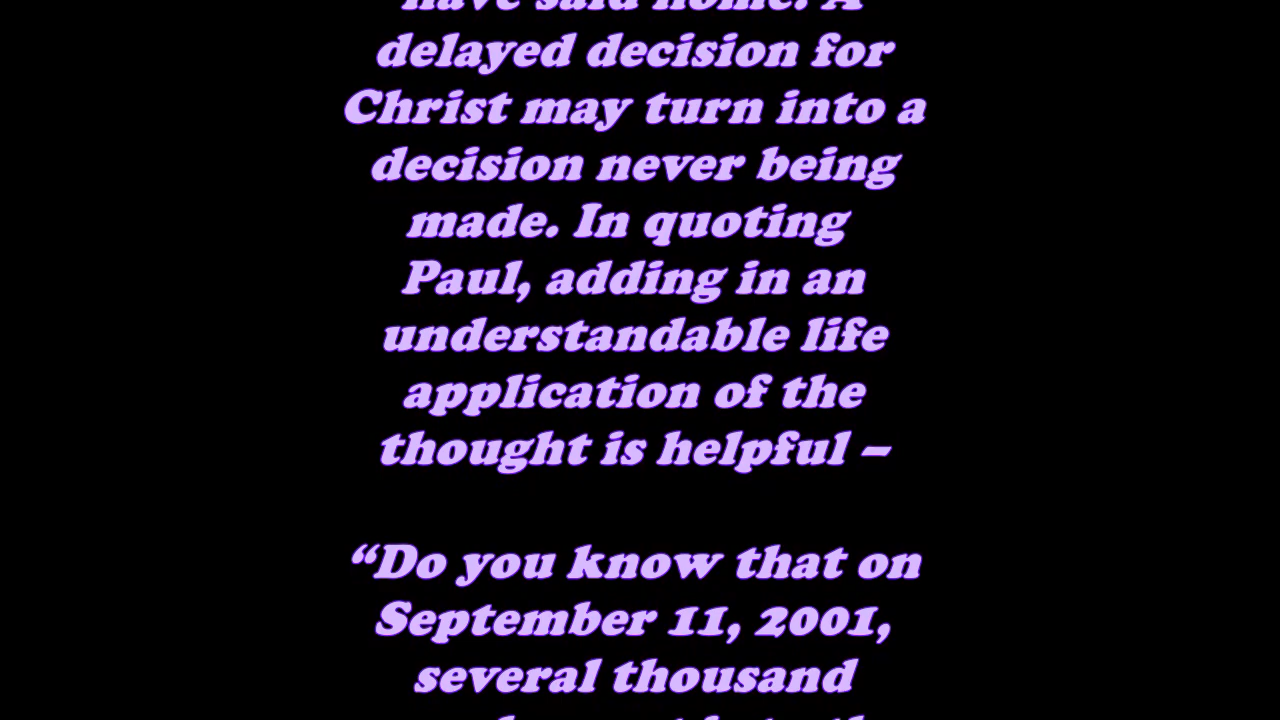 have said home. A
delayed decision for
Christ may turn into a
decision never being
made. In quoting
Paul, adding in an
understandable life
application of the
thought is helpful –
“Do you know that on
September 11, 2001,
several thousand